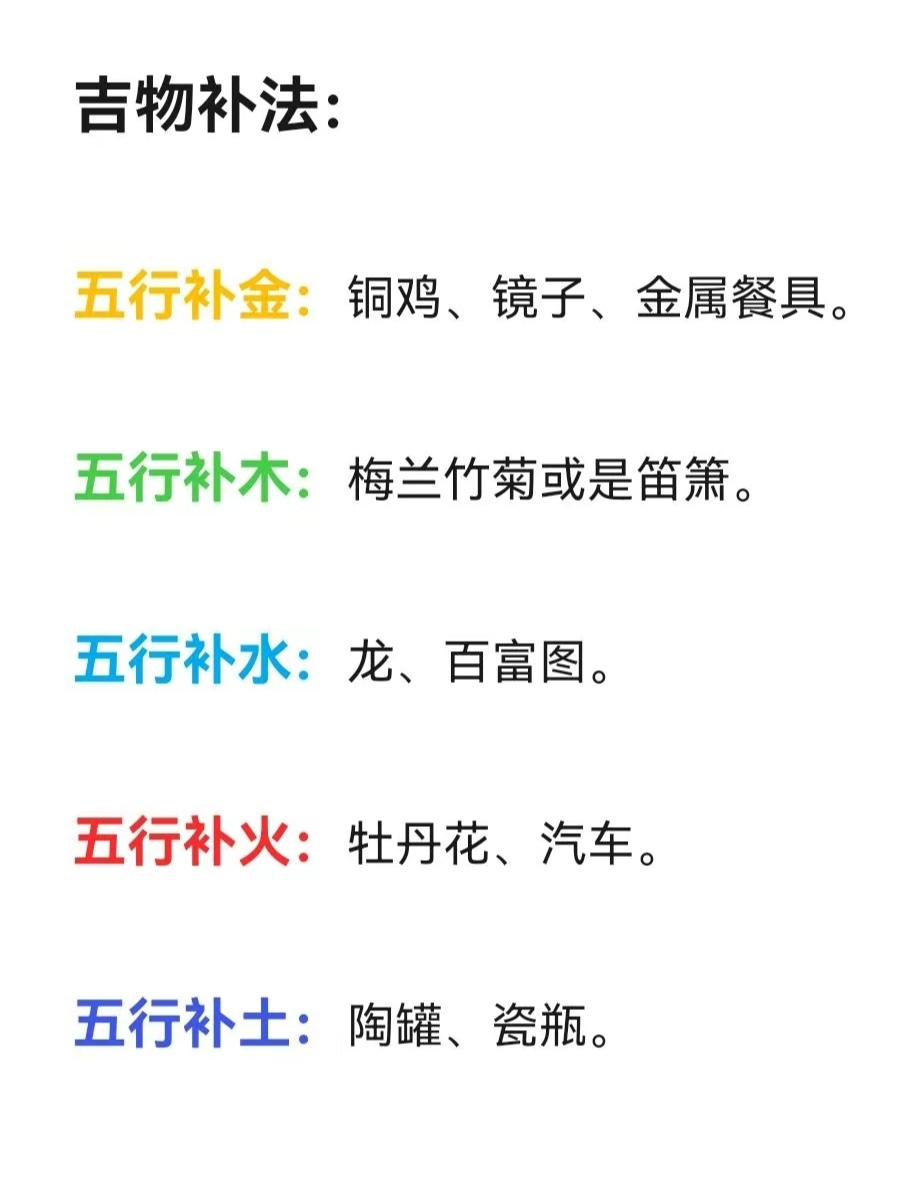 吉物补法：
五行补金：铜鸡、镜子、金属餐具。
五行补木：梅兰竹菊或是笛箫。
五行补水：龙、百富图。
五行补火：牡丹花、汽车。
五行补土：陶罐、瓷瓶。